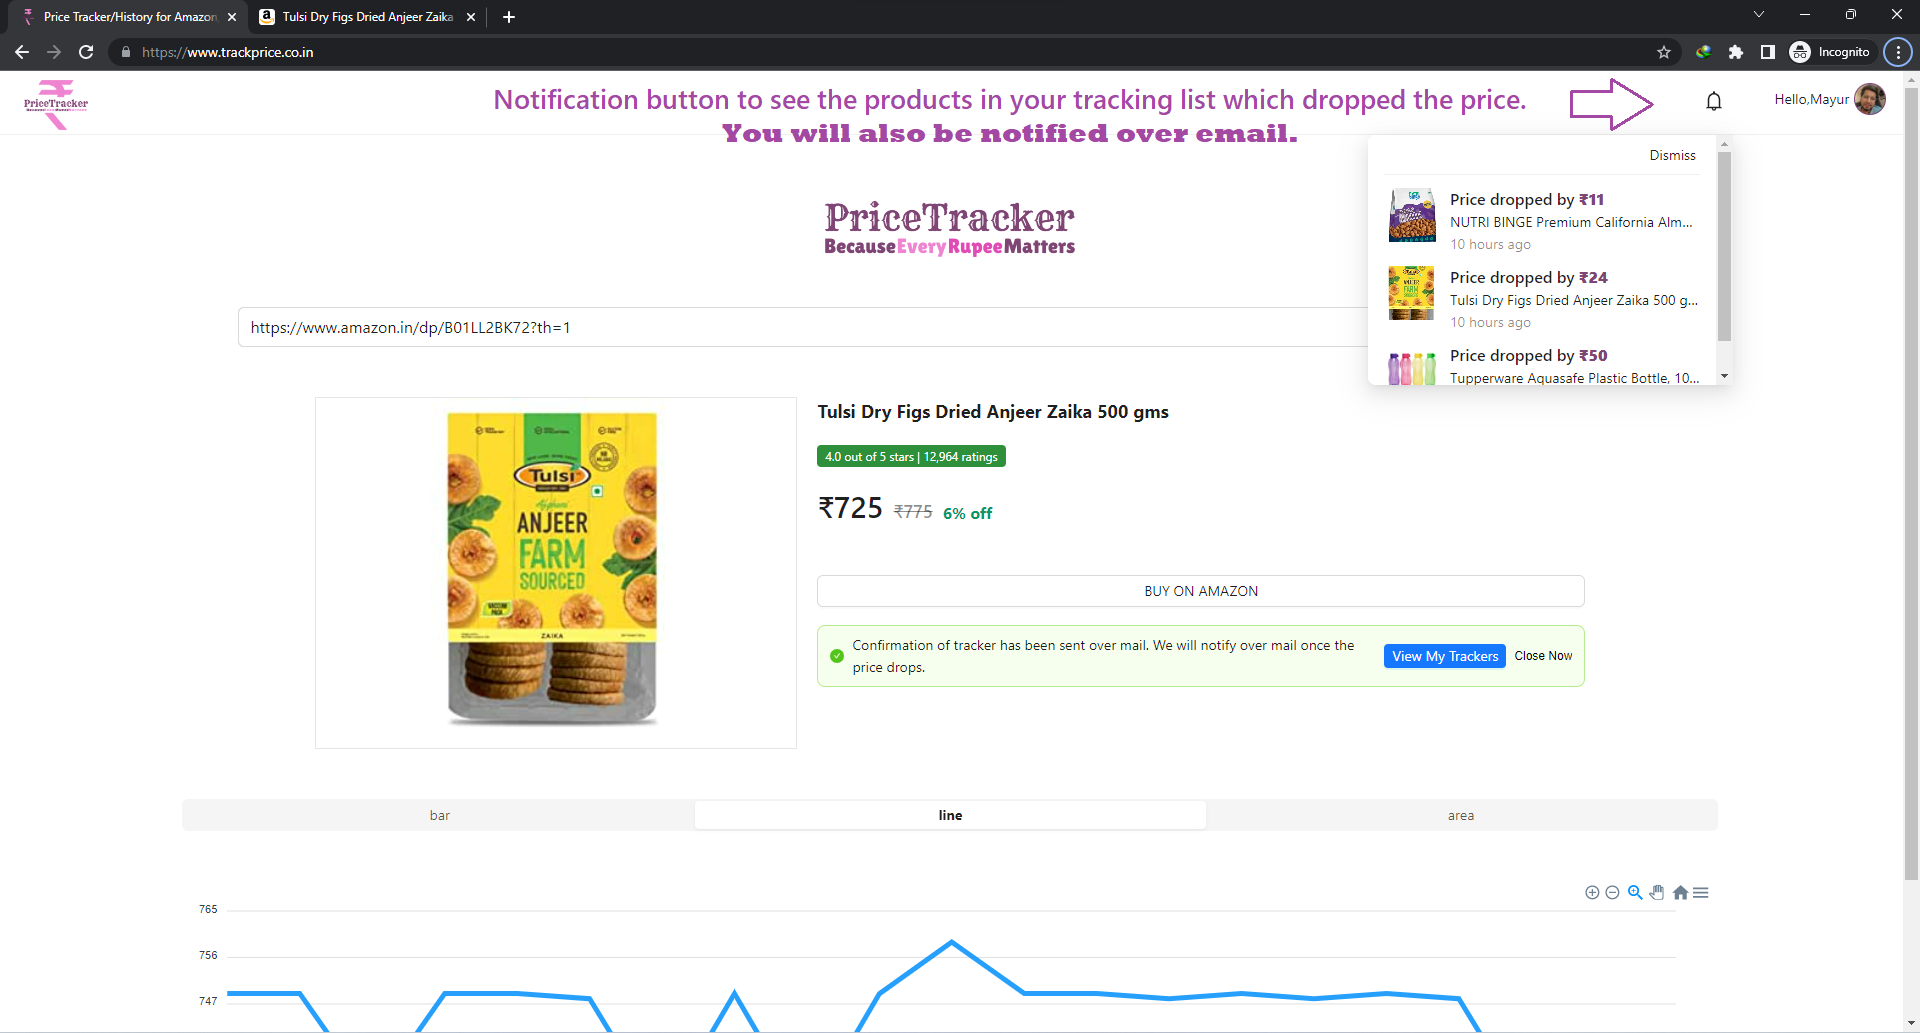 Price Tracker/History for Amazon
Tulsi Dry Figs Dried Anjeer Zaika
https://www.trackprice.co.in
Incognito
PriceTracker
Notification button to see the products in your tracking list which dropped the price.
You will also be notified over email.
Hello,Mayur
Dismiss
Price dropped by ₹11
NUTRI BINGE Premium California Alm...
10 hours ago
Price dropped by ₹24
Tulsi Dry Figs Dried Anjeer Zaika 500 g...
10 hours ago
Price dropped by ₹50
Tupperware Aquasafe Plastic Bottle, 10...
PriceTracker
BecauseEveryRupeeMatters
https://www.amazon.in/dp/B01LL2BK72?th=1
Tulsi
ANJEER
FARM
SOURCED
VACUUM
PACK
ZAIKA
Tulsi Dry Figs Dried Anjeer Zaika 500 gms
4.0 out of 5 stars | 12,964 ratings
₹725 ₹775 6% off
BUY ON AMAZON
Confirmation of tracker has been sent over mail. We will notify over mail once the
price drops.
View My Trackers
Close Now
bar
line
area
765
756
747